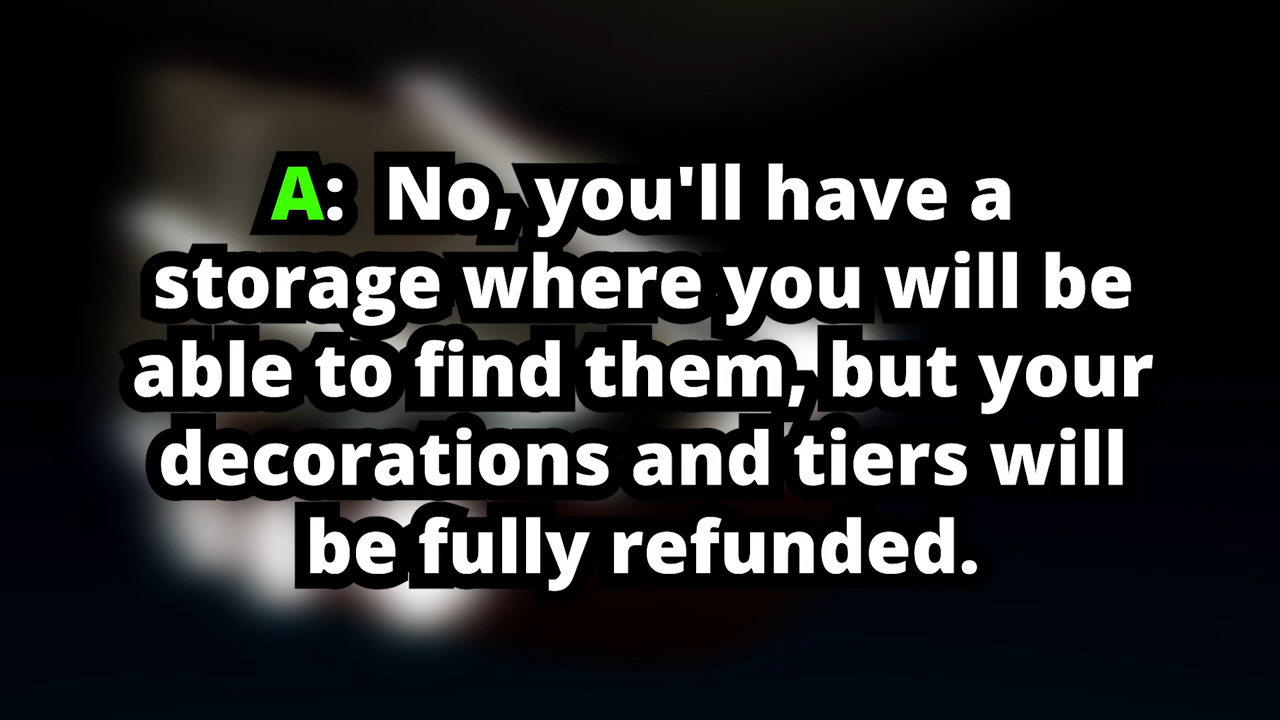 A: No, you'll have a
storage where you will be
able to find them, but your
decorations and tiers will
be fully refunded.